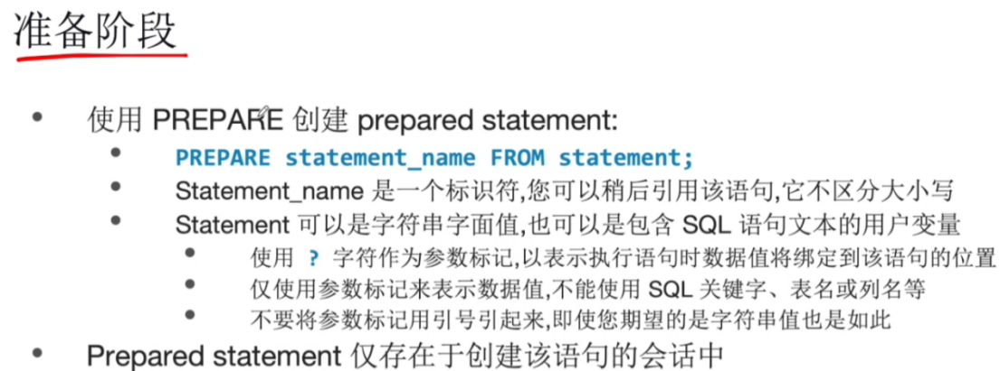 准备阶段
使用 PREPARE 创建 prepared statement:
PREPARE statement_name FROM statement;
Statement_name 是一个标识符,您可以稍后引用该语句,它不区分大小写
Statement 可以是字符串字面值,也可以是包含 SQL 语句文本的用户变量
使用 ? 字符作为参数标记,以表示执行语句时数据值将绑定到该语句的位置
仅使用参数标记来表示数据值,不能使用 SQL 关键字、表名或列名等
不要将参数标记用引号引起来,即使您期望的是字符串值也是如此
Prepared statement 仅存在于创建该语句的会话中